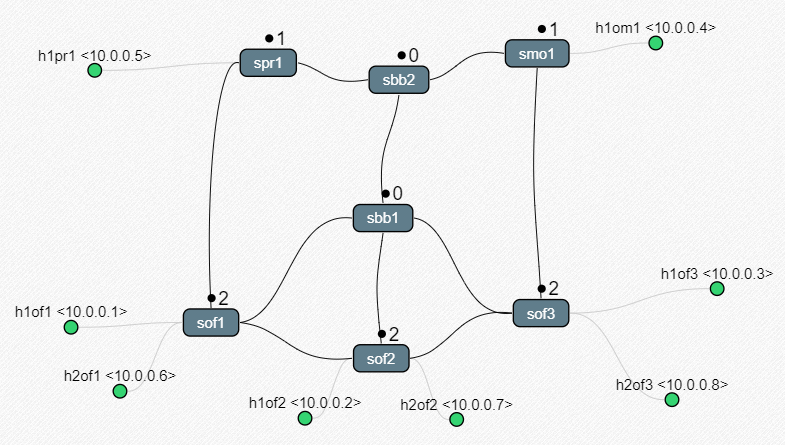 1
0
1
h1om1 <10.0.0.4>
h1pr1 <10.0.0.5>
spr1
sbb2
smo1
0
sbb1
h1of3 <10.0.0.3>
2
2
h1of1 <10.0.0.1>
sof1
sof3
2
sof2
h2of1 <10.0.0.6>
h2of3 <10.0.0.8>
h1of2 <10.0.0.2>
h2of2 <10.0.0.7>